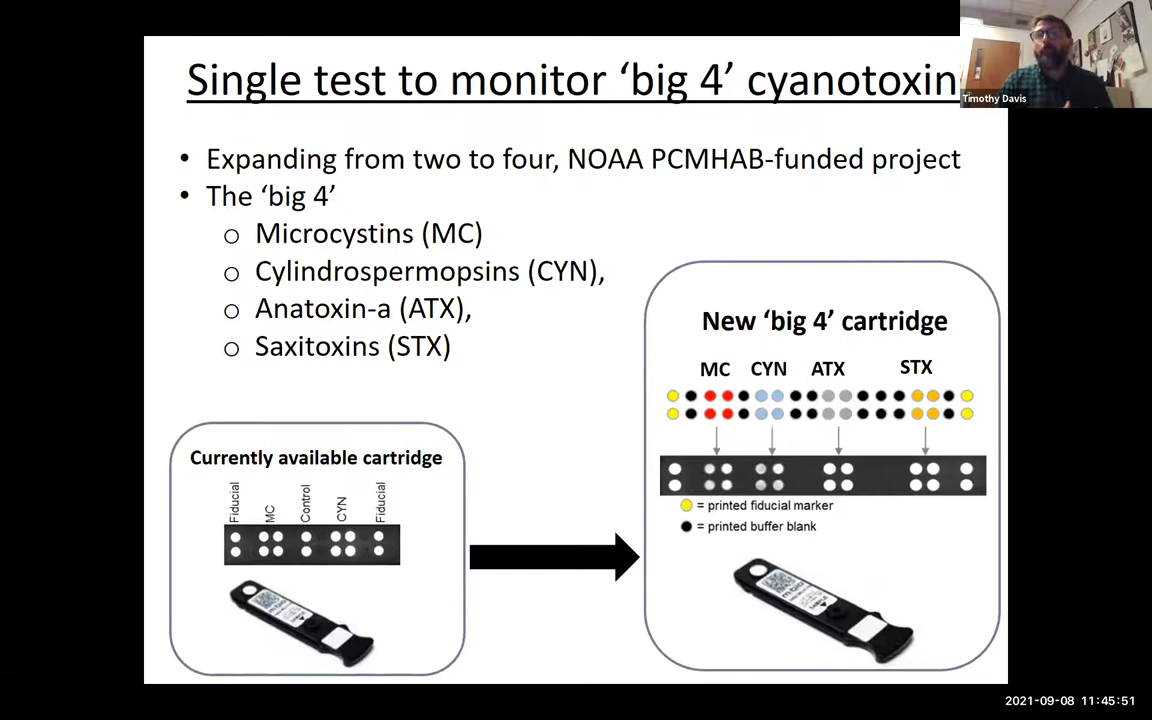 Single test to monitor ‘big 4’ cyanotoxin
Timothy Davis
• Expanding from two to four, NOAA PCMHAB-funded project
• The ‘big 4’
o Microcystins (MC)
o Cylindrospermopsins (CYN),
o Anatoxin-a (ATX),
o Saxitoxins (STX)
Currently available cartridge
Fiducial
MC
Control
CYN
Fiducial
New ‘big 4’ cartridge
MC CYN ATX STX
= printed fiducial marker
= printed buffer blank
2021-09-08 11:45:51